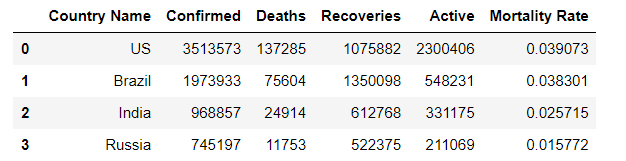 Country Name Confirmed Deaths Recoveries Active Mortality Rate
0 US 3513573 137285 1075882 2300406 0.039073
1 Brazil 1973933 75604 1350098 548231 0.038301
2 India 968857 24914 612768 331175 0.025715
3 Russia 745197 11753 522375 211069 0.015772